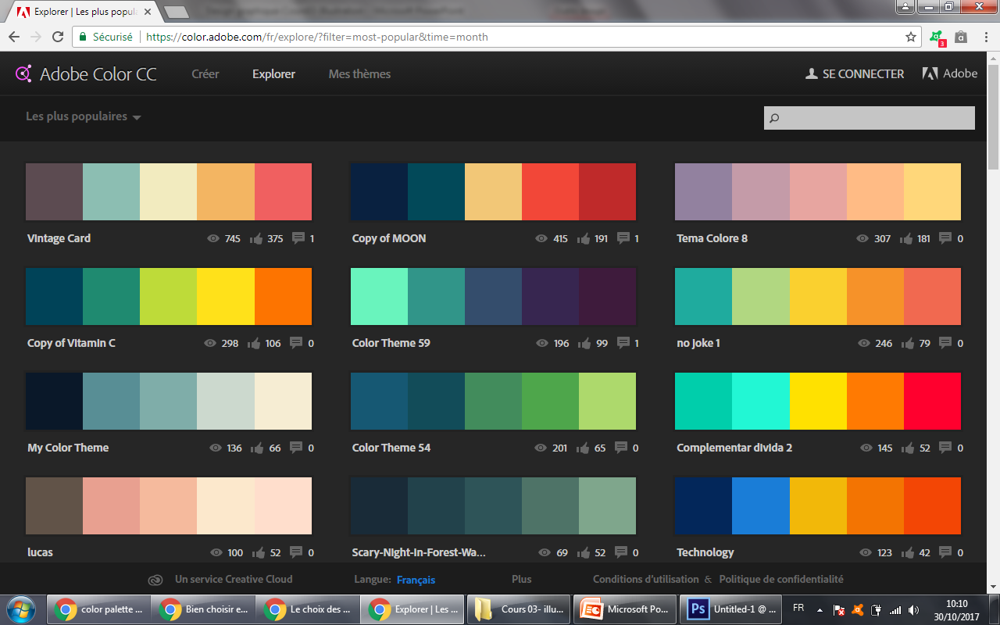 Explorer | Les plus popul
Sécurisé
https://color.adobe.com/fr/explore/?filter=most-popular&time=month
3
Adobe Color CC
Créer
Explorer
Mes thèmes
SE CONNECTER
Adobe
Les plus populaires
Vintage Card 745 375 1
Copy of MOON 415 191 1
Tema Colore 8 307 181 0
Copy of Vitamin C 298 106 0
Color Theme 59 196 99 1
no joke 1 246 79 0
My Color Theme 136 66 0
Color Theme 54 201 65 0
Complementar divida 2 145 52 0
lucas 100 52 0
Scary-Night-In-Forest-Wa... 69 52 0
Technology 123 42 0
Un service Creative Cloud
Langue: Français
Plus
Conditions d'utilisation & Politique de confidentialité
color palette ...
Bien choisir e...
Le choix des ...
Explorer | Les ...
Cours 03- illu...
Microsoft Po...
Ps
Untitled-1 @ ...
FR
10:10
30/10/2017